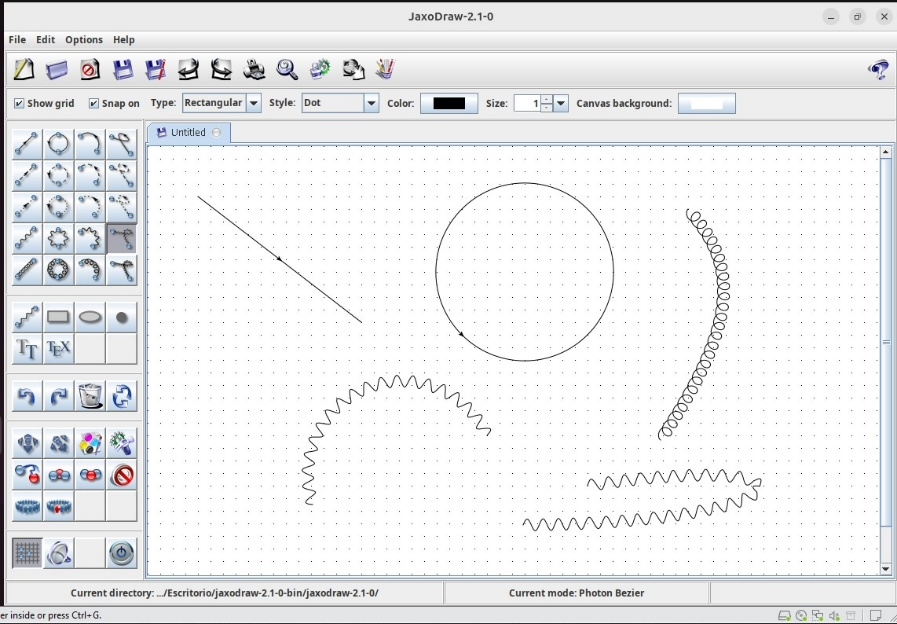 JaxoDraw-2.1-0
File Edit Options Help
Show grid Snap on Type: Rectangular Style: Dot Color: Size: 1 Canvas background:
Untitled
TT TEX
Current directory: .../Escritorio/jaxodraw-2.1-0-bin/jaxodraw-2.1-0/ Current mode: Photon Bezier
er inside or press Ctrl+G.